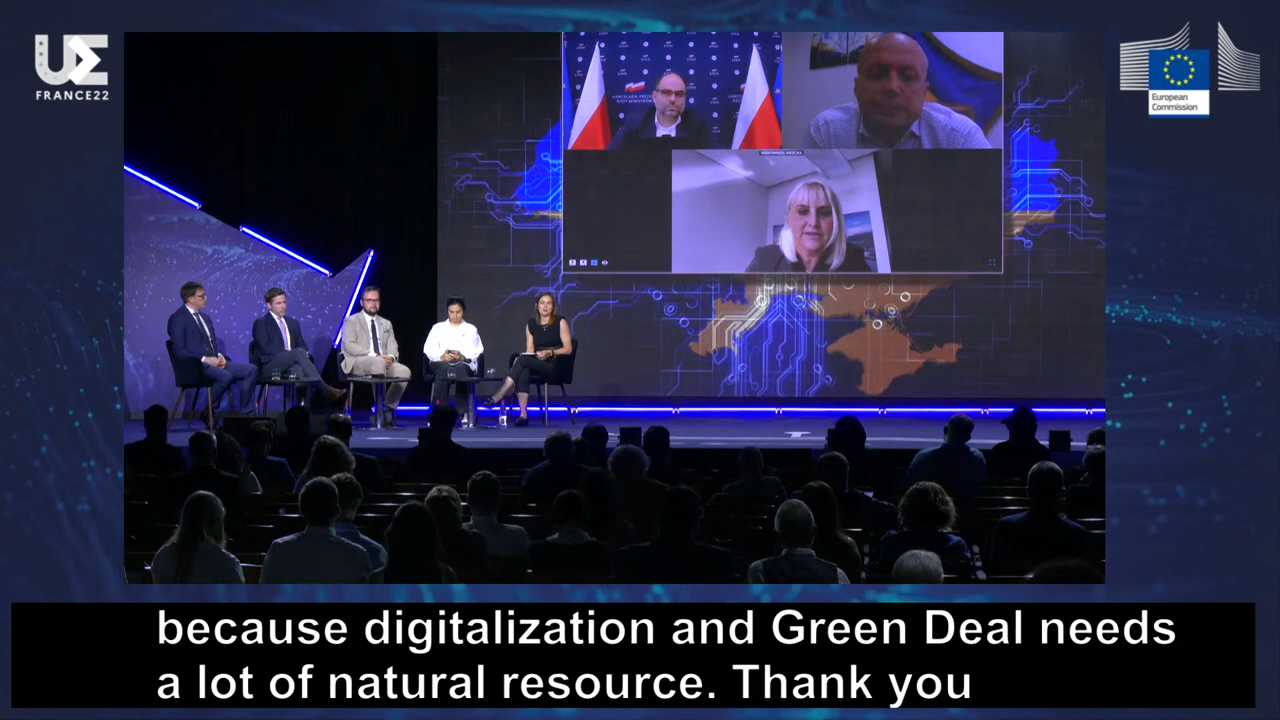 UE
FRANCE22
European
Commission
because digitalization and Green Deal needs
a lot of natural resource. Thank you